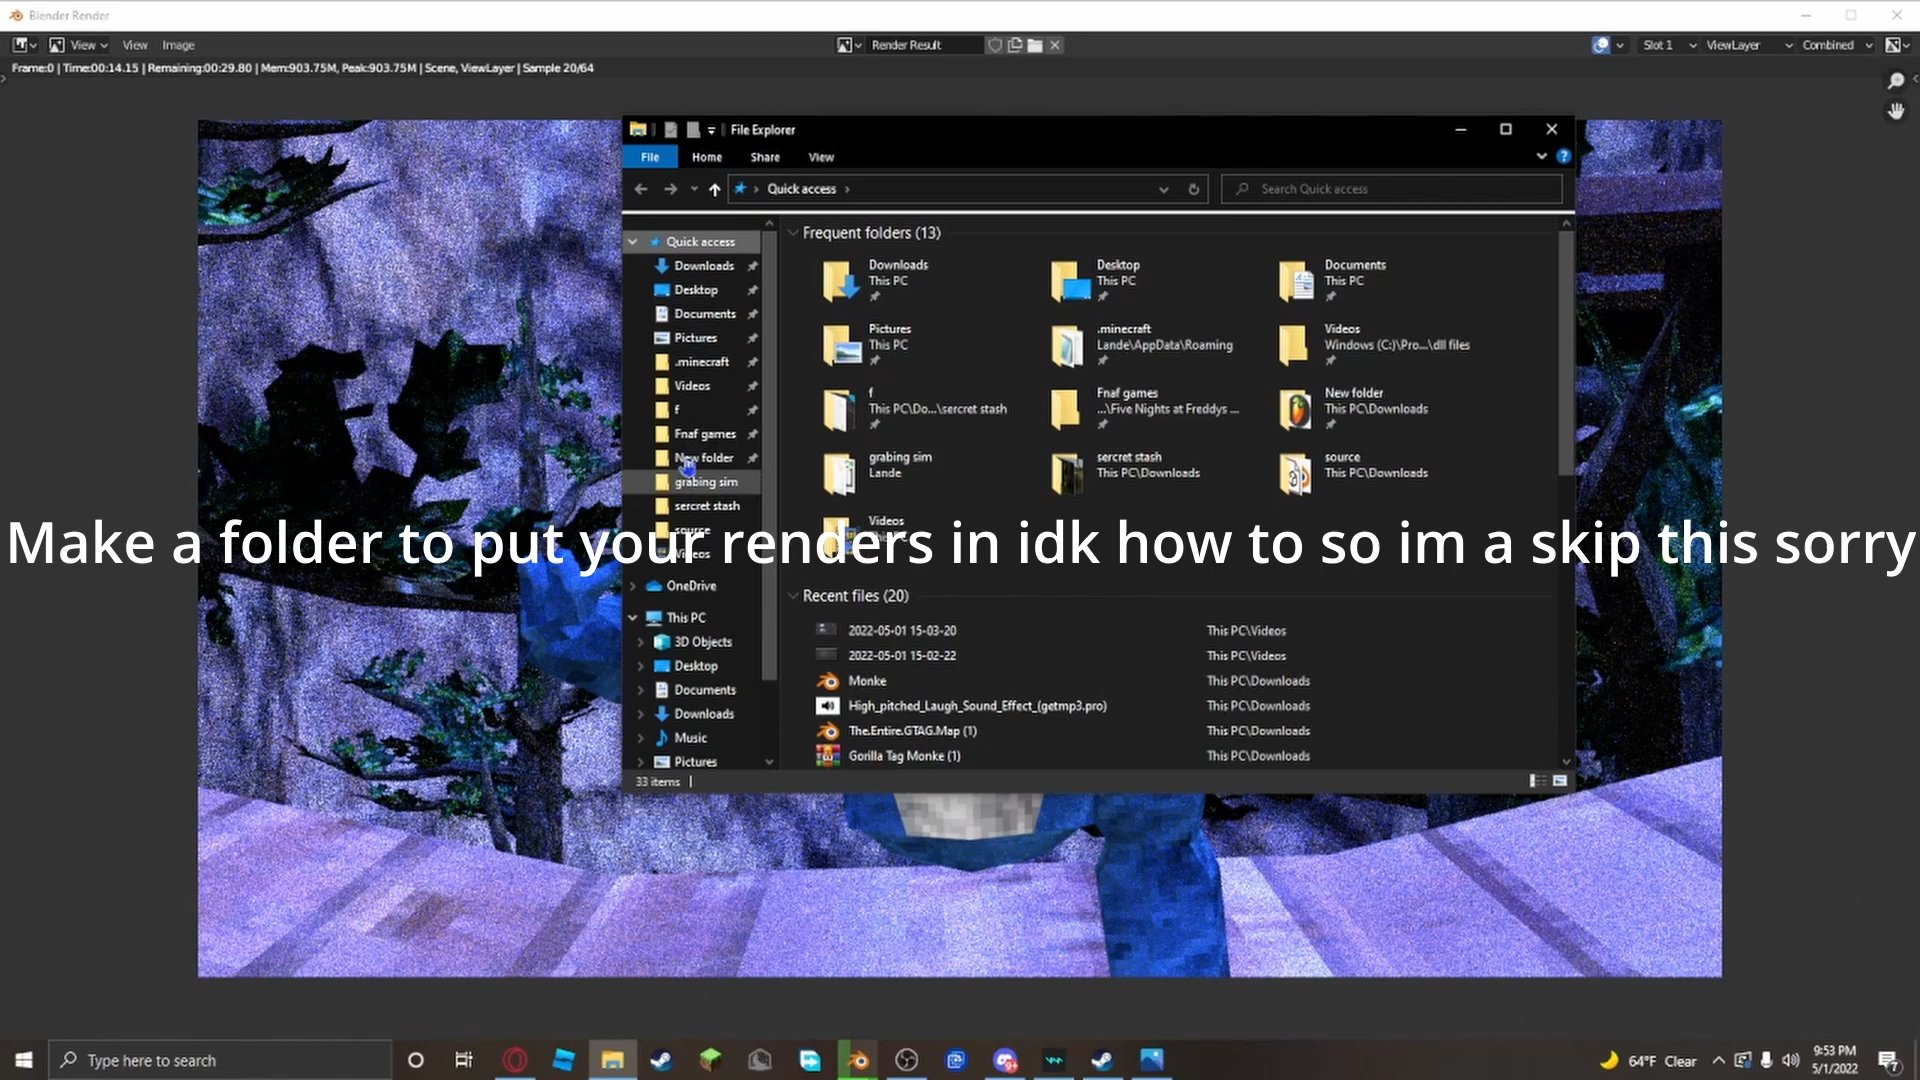 Blender Render
View
View
Image
Render Result
Slot 1
ViewLayer
Combined
Frame:0 | Time:00:14.15 | Remaining:00:29.80 | Mem:903.75M, Peak:903.75M | Scene, ViewLayer | Sample 20/64
File Explorer
File
Home
Share
View
Quick access
Search Quick access
Quick access
Downloads
Desktop
Documents
Pictures
.minecraft
Videos
f
Fnaf games
New folder
grabing sim
sercret stash
source
Videos
OneDrive
This PC
3D Objects
Desktop
Documents
Downloads
Music
Pictures
Frequent folders (13)
Downloads
This PC
Desktop
This PC
Documents
This PC
Pictures
This PC
.minecraft
Lande\AppData\Roaming
Videos
Windows (C:)\Pro...\dll files
f
This PC\Do...\sercret stash
Fnaf games
...\Five Nights at Freddys ...
New folder
This PC\Downloads
grabing sim
Lande
sercret stash
This PC\Downloads
source
This PC\Downloads
Videos
Make a folder to put your renders in idk how to so im a skip this sorry
Recent files (20)
2022-05-01 15-03-20 This PC\Videos
2022-05-01 15-02-22 This PC\Videos
Monke This PC\Downloads
High_pitched_Laugh_Sound_Effect_(getmp3.pro) This PC\Downloads
The.Entire.GTAG.Map (1) This PC\Downloads
Gorilla Tag Monke (1) This PC\Downloads
33 items
Type here to search
64°F Clear
9:53 PM
5/1/2022